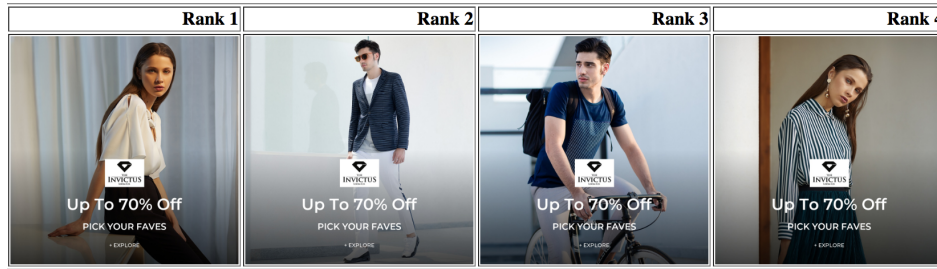 Rank 1
Rank 2
Rank 3
Rank 4
INVICTUS
Up To 70% Off
PICK YOUR FAVES
+ EXPLORE
INVICTUS
Up To 70% Off
PICK YOUR FAVES
+ EXPLORE
INVICTUS
Up To 70% Off
PICK YOUR FAVES
+ EXPLORE
INVICTUS
Up To 70% Off
PICK YOUR FAVES
+ EXPLORE